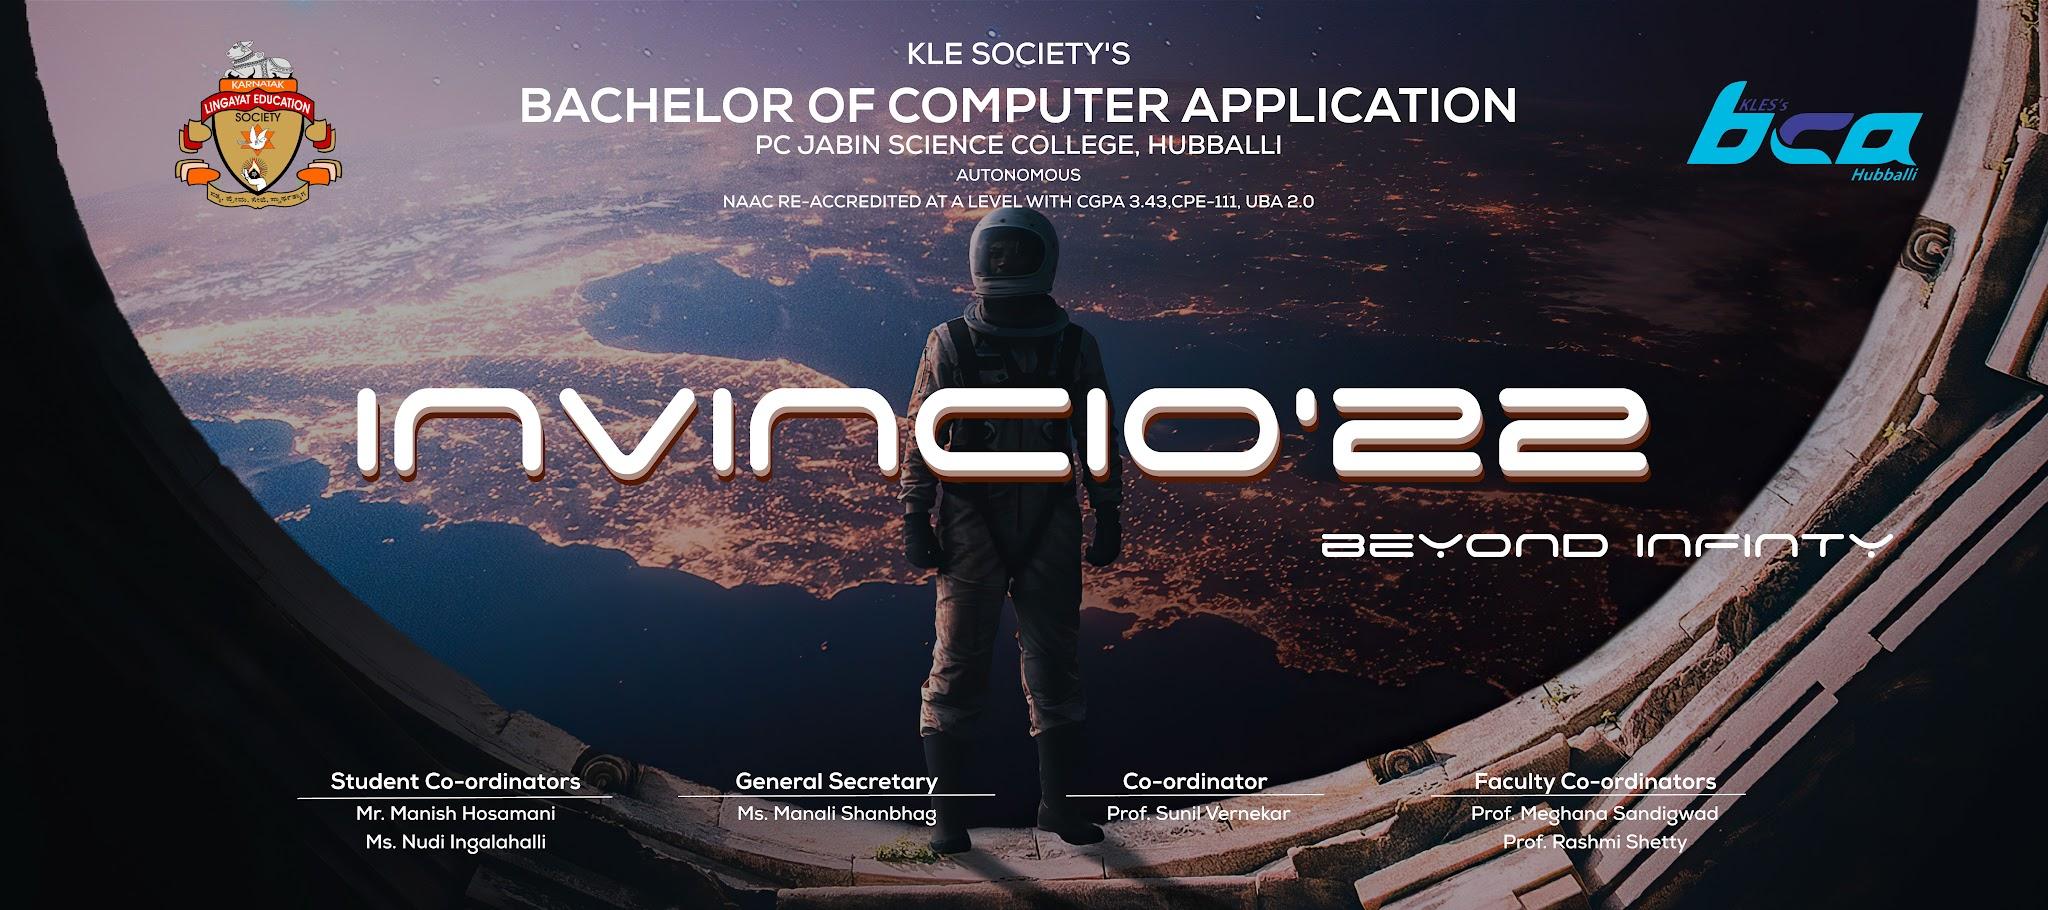 KLE SOCIETY'S
BACHELOR OF COMPUTER APPLICATION
PC JABIN SCIENCE COLLEGE, HUBBALLI
AUTONOMOUS
NAAC RE-ACCREDITED AT A LEVEL WITH CGPA 3.43,CPE-111, UBA 2.0
KARNATAK
LINGAYAT EDUCATION
SOCIETY
KLES's
bca
Hubballi
INVINCIO'22
BEYOND INFINTY
Student Co-ordinators
Mr. Manish Hosamani
Ms. Nudi Ingalahalli
General Secretary
Ms. Manali Shanbhag
Co-ordinator
Prof. Sunil Vernekar
Faculty Co-ordinators
Prof. Meghana Sandigwad
Prof. Rashmi Shetty